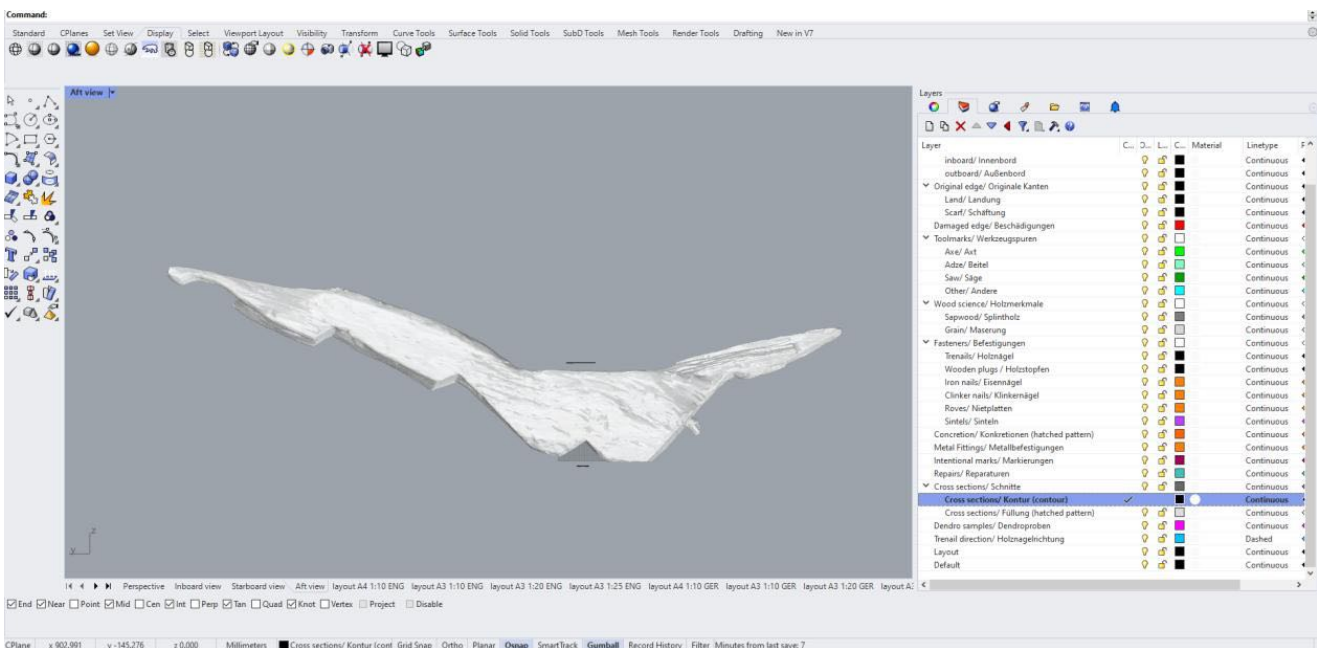 Command:
Standard CPlanes Set View Display Select Viewport Layout Visibility Transform Curve Tools Surface Tools Solid Tools SubD Tools Mesh Tools Render Tools Drafting New in V7
Aft view
Layers
Layer C... L... C... Material Linetype
inboard/ Innenbord Continuous
outboard/ Außenbord Continuous
Original edge/ Originale Kanten Continuous
Land/ Landung Continuous
Scarf/ Schäftung Continuous
Damaged edge/ Beschädigungen Continuous
Toolmarks/ Werkzeugspuren Continuous
Axe/ Axt Continuous
Adze/ Beitel Continuous
Saw/ Säge Continuous
Other/ Andere Continuous
Wood science/ Holzmerkmale Continuous
Sapwood/ Splintholz Continuous
Grain/ Maserung Continuous
Fasteners/ Befestigungen Continuous
Trenails/ Holznägel Continuous
Wooden plugs / Holzstopfen Continuous
Iron nails/ Eisennägel Continuous
Clinker nails/ Klinkernägel Continuous
Roves/ Nietplatten Continuous
Sintels/ Sinteln Continuous
Concretion/ Konkretionen (hatched pattern) Continuous
Metal Fittings/ Metallbefestigungen Continuous
Intentional marks/ Markierungen Continuous
Repairs/ Reparaturen Continuous
Cross sections/ Schnitte Continuous
Cross sections/ Kontur (contour) Continuous
Cross sections/ Füllung (hatched pattern) Continuous
Dendro samples/ Dendroproben Continuous
Trenail direction/ Holznagelrichtung Dashed
Layout Continuous
Default Continuous
z
y
Perspective Inboard view Starboard view Aft view layout A4 1:10 ENG layout A3 1:10 ENG layout A3 1:20 ENG layout A3 1:25 ENG layout A4 1:10 GER layout A3 1:10 GER layout A3 1:20 GER layout A:
End Near Point Mid Cen Int Perp Tan Quad Knot Vertex Project Disable
CPlane x 902.991 y -145.276 z 0.000 Millimeters Cross sections/ Kontur (cont Grid Snap Ortho Planar Osnap SmartTrack Gumball Record History Filter Minutes from last save: 7